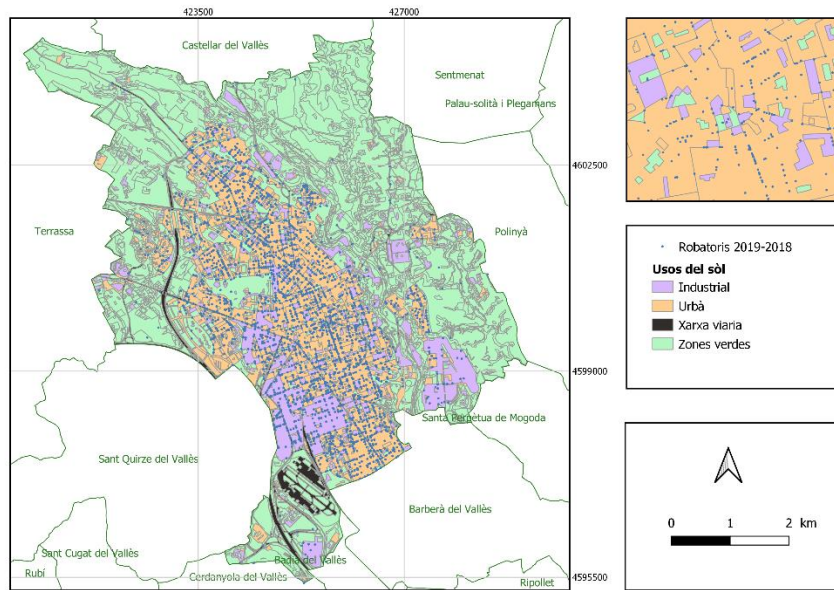 423500
427000
Castellar del Vallès
Sentmenat
Palau-solità i Plegamans
4602500
Terrassa
Polinyà
4599000
Santa Perpètua de Mogoda
Sant Quirze del Vallès
Barberà del Vallès
Sant Cugat del Vallès
Badia del Vallès
Rubí
Cerdanyola del Vallès
4595500
Ripollet
Robatoris 2019-2018
Usos del sòl
Industrial
Urbà
Xarxa viaria
Zones verdes
0 1 2 km